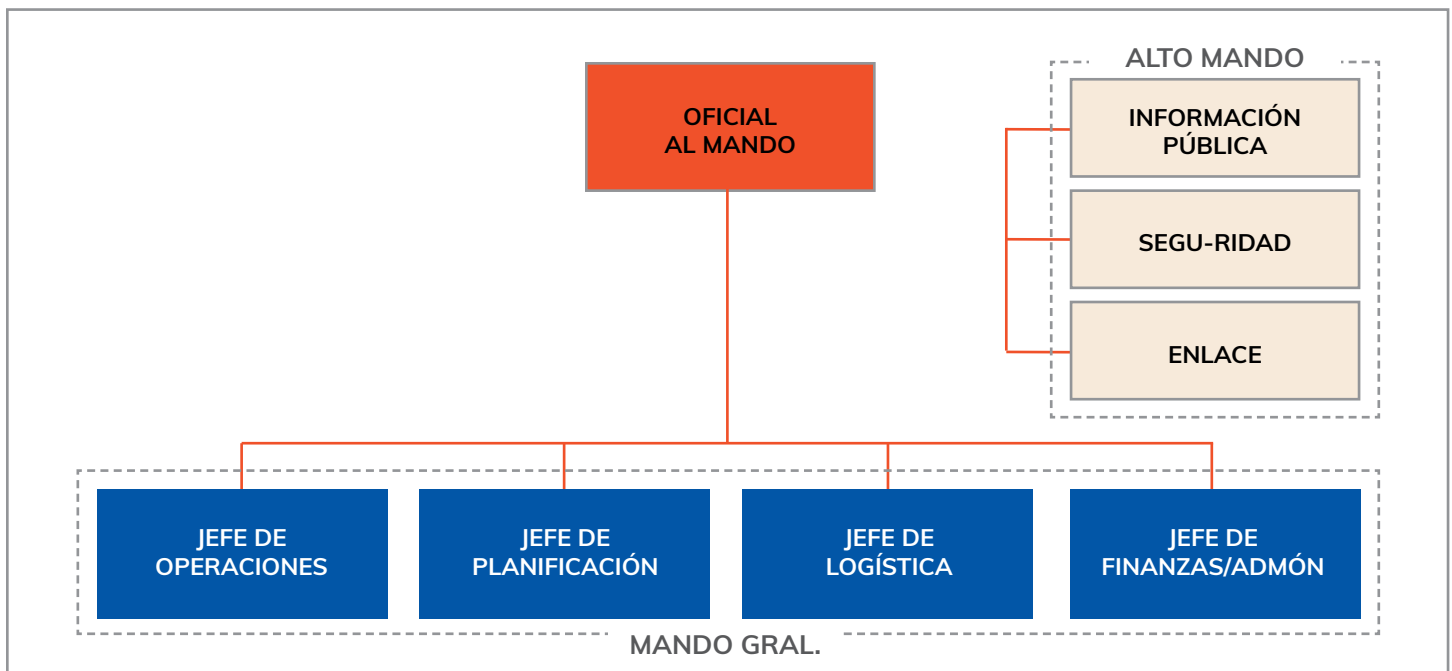 ALTO MANDO
OFICIAL
AL MANDO
INFORMACIÓN
PÚBLICA
SEGU-RIDAD
ENLACE
JEFE DE
OPERACIONES
JEFE DE
PLANIFICACIÓN
JEFE DE
LOGÍSTICA
JEFE DE
FINANZAS/ADMÓN
MANDO GRAL.